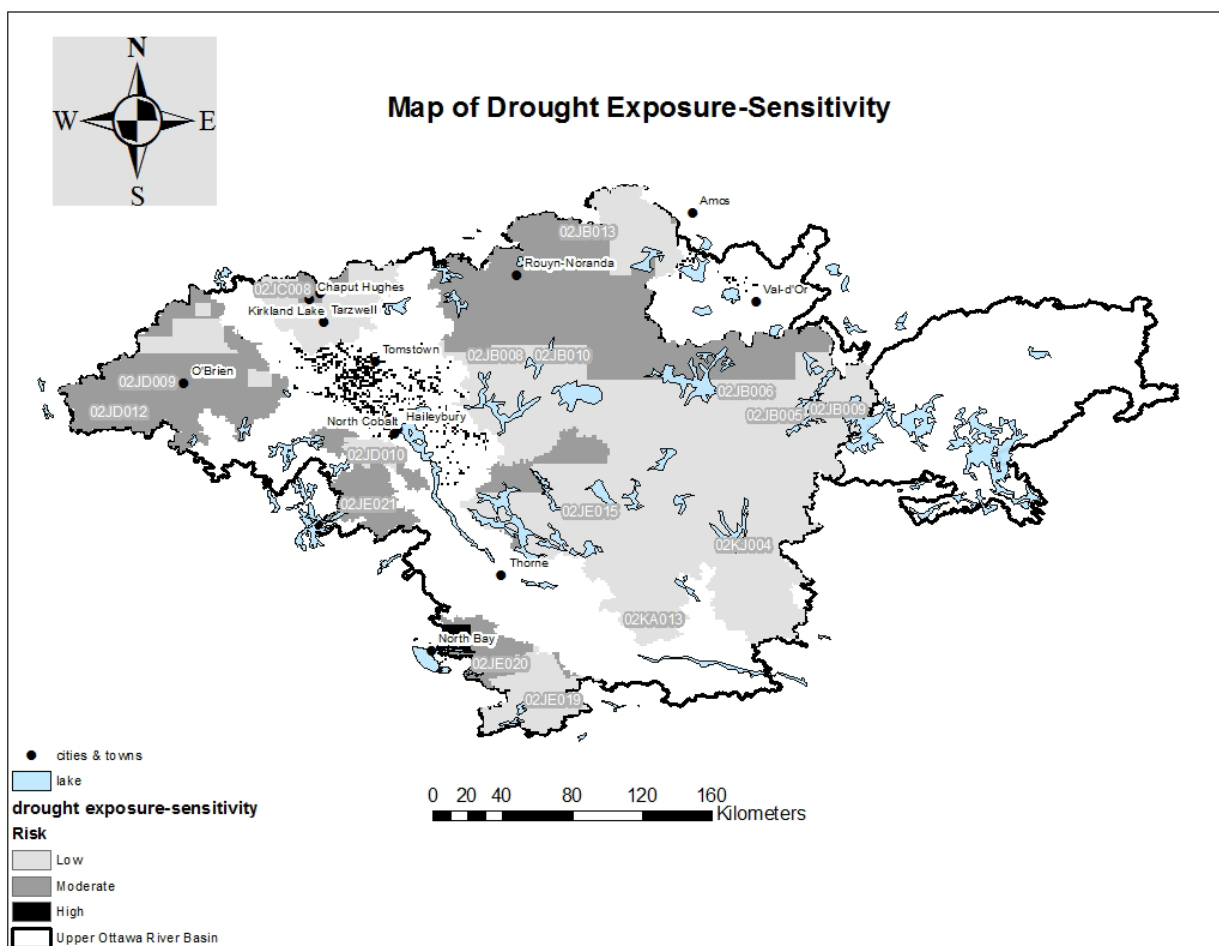 N
W E
S
Map of Drought Exposure-Sensitivity
Amos
02JB013
Rouyn-Noranda
Chaput Hughes
02JC008
Val-d'Or
Kirkland Lake Tarzwell
Tomstown
02JB008 02JB010
O'Brien
02JD009
02JB006
02JD012
02JB005 02JB009
North Cobalt Haileybury
02JD010
02JE021
02JE015
02KJ004
Thorne
02KA013
North Bay
02JE020
02JE019
cities & towns
lake
drought exposure-sensitivity
Risk
Low
Moderate
High
Upper Ottawa River Basin
0 20 40 80 120 160
Kilometers